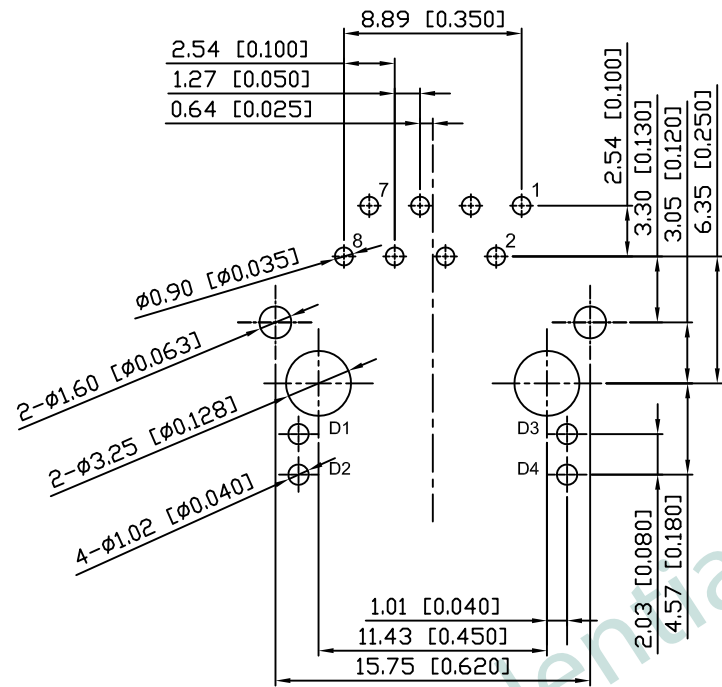 8.89 [0.350]
2.54 [0.100]
1.27 [0.050]
0.64 [0.025]
2.54 [0.100]
3.30 [0.130]
3.05 [0.120]
6.35 [0.250]
7
1
8
2
ø0.90 [ø0.035]
2-ø1.60 [ø0.063]
2-ø3.25 [ø0.128]
4-ø1.02 [ø0.040]
D1
D3
D2
D4
2.03 [0.080]
4.57 [0.180]
1.01 [0.040]
11.43 [0.450]
15.75 [0.620]